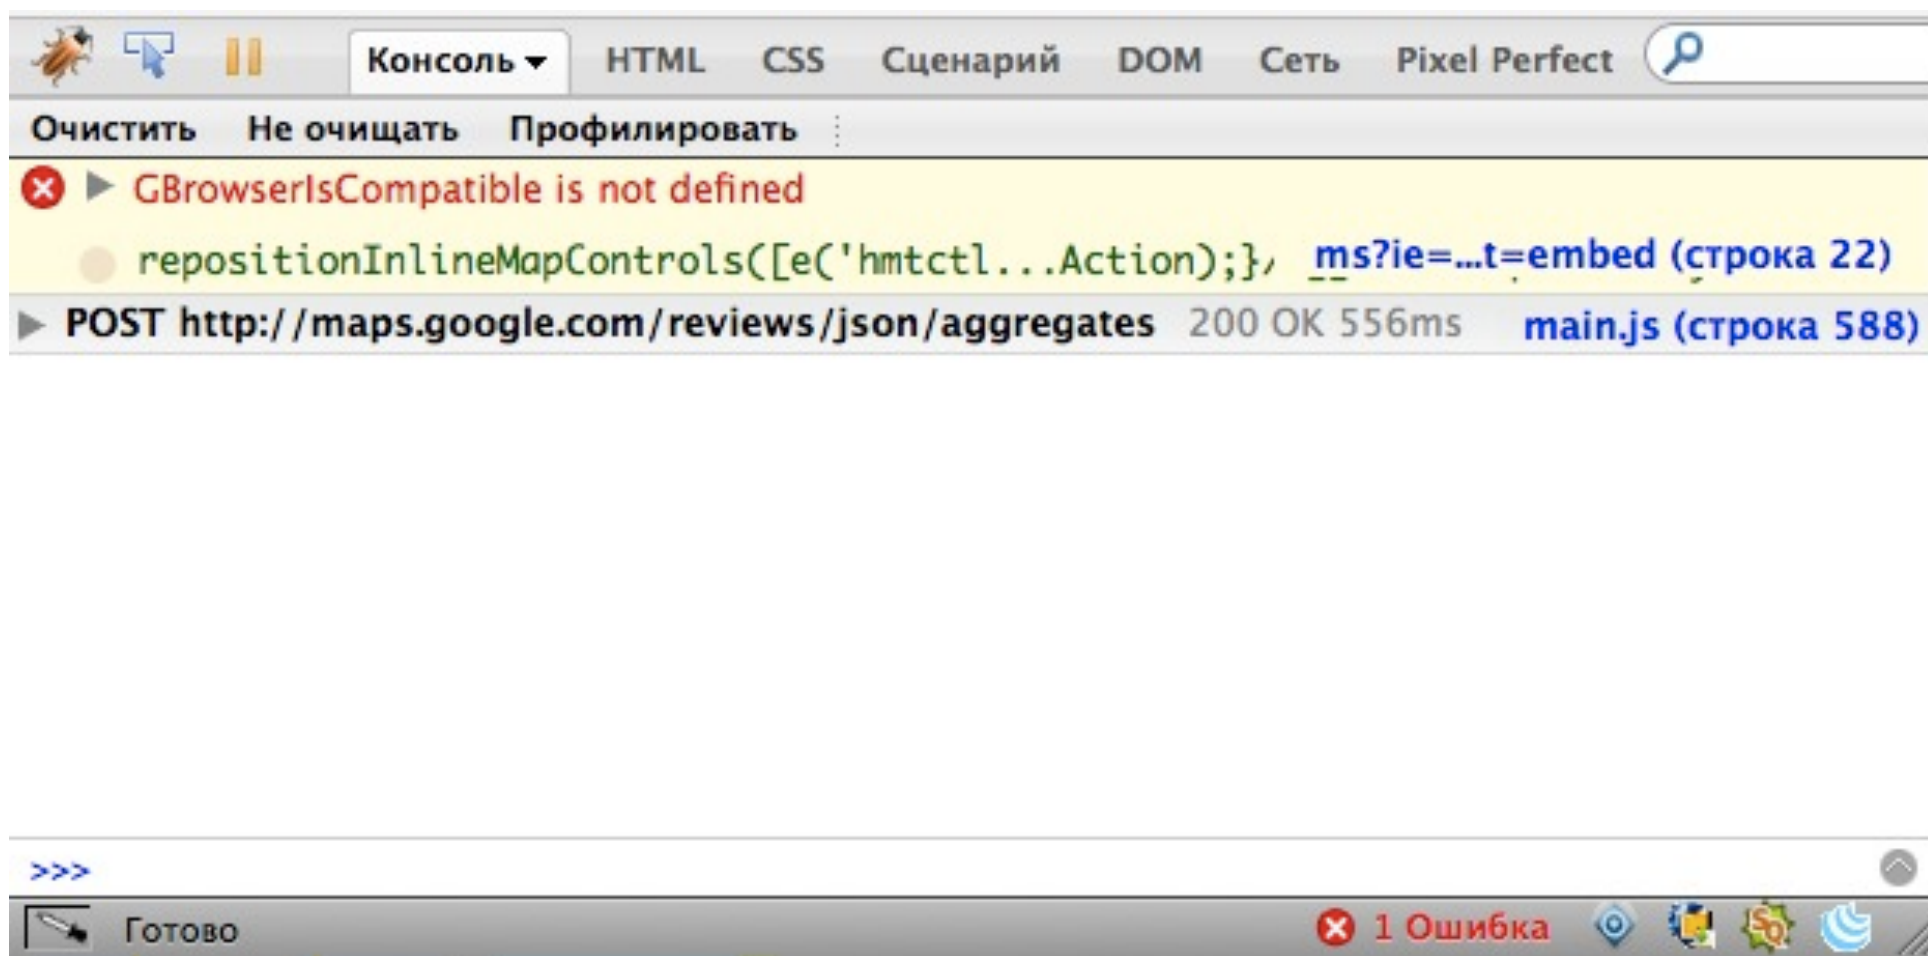 Консоль HTML CSS Сценарий DOM Сеть Pixel Perfect
Очистить Не очищать Профилировать
GBrowserIsCompatible is not defined
repositionInlineMapControls([e('hmtctl...Action);}/ ms?ie=...t=embed (строка 22)
POST http://maps.google.com/reviews/json/aggregates 200 OK 556ms main.js (строка 588)
>>>
Готово 1 Ошибка